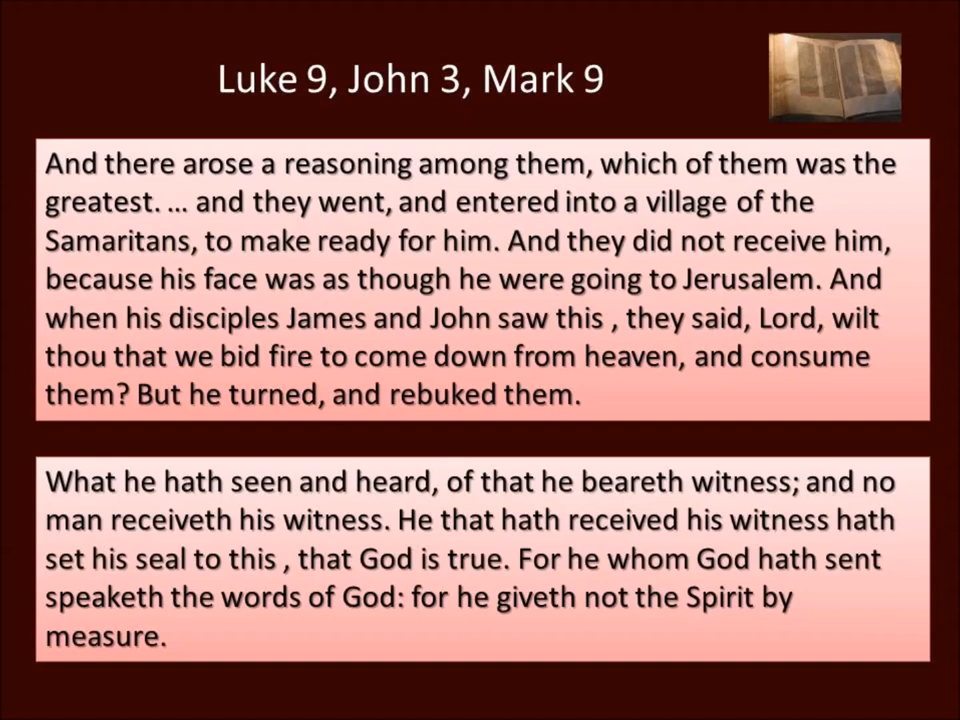 Luke 9, John 3, Mark 9
And there arose a reasoning among them, which of them was the
greatest. … and they went, and entered into a village of the
Samaritans, to make ready for him. And they did not receive him,
because his face was as though he were going to Jerusalem. And
when his disciples James and John saw this , they said, Lord, wilt
thou that we bid fire to come down from heaven, and consume
them? But he turned, and rebuked them.
What he hath seen and heard, of that he beareth witness; and no
man receiveth his witness. He that hath received his witness hath
set his seal to this , that God is true. For he whom God hath sent
speaketh the words of God: for he giveth not the Spirit by
measure.